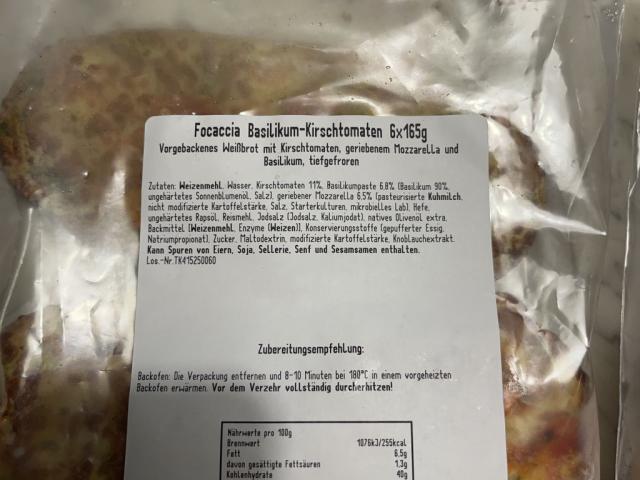 Focaccia Basilikum-Kirschtomaten 6x165g
Vorgebackenes Weißbrot mit Kirschtomaten, geriebenem Mozzarella und
Basilikum, tiefgefroren
Zutaten: Weizenmehl, Wasser, Kirschtomaten 11%, Basilikumpaste 6,8% (Basilikum 90%,
ungehärtetes Sonnenblumenöl, Salz), geriebener Mozzarella 6,5% (pasteurisierte Kuhmilch,
nicht modifizierte Kartoffelstärke, Salz, Starterkulturen, mikrobielles Lab), Hefe,
ungehärtetes Rapsöl, Reismehl, Jodsalz (Jodsalz, Kaliumjodat), natives Olivenöl extra,
Backmittel (Weizenmehl, Enzyme (Weizen)), Konservierungsstoffe (gepufferter Essig,
Natriumpropionat), Zucker, Maltodextrin, modifizierte Kartoffelstärke, Knoblauchextrakt.
Kann Spuren von Eiern, Soja, Sellerie, Senf und Sesamsamen enthalten.
Los.-Nr.TK415250060
Zubereitungsempfehlung:
Backofen: Die Verpackung entfernen und 8-10 Minuten bei 180°C in einem vorgeheizten
Backofen erwärmen. Vor dem Verzehr vollständig durcherhitzen!
Nährwerte pro 100g
Brennwert 1076kJ/255kcal
Fett 6,5g
davon gesättigte Fettsäuren 1,3g
Kohlenhydrate 40g